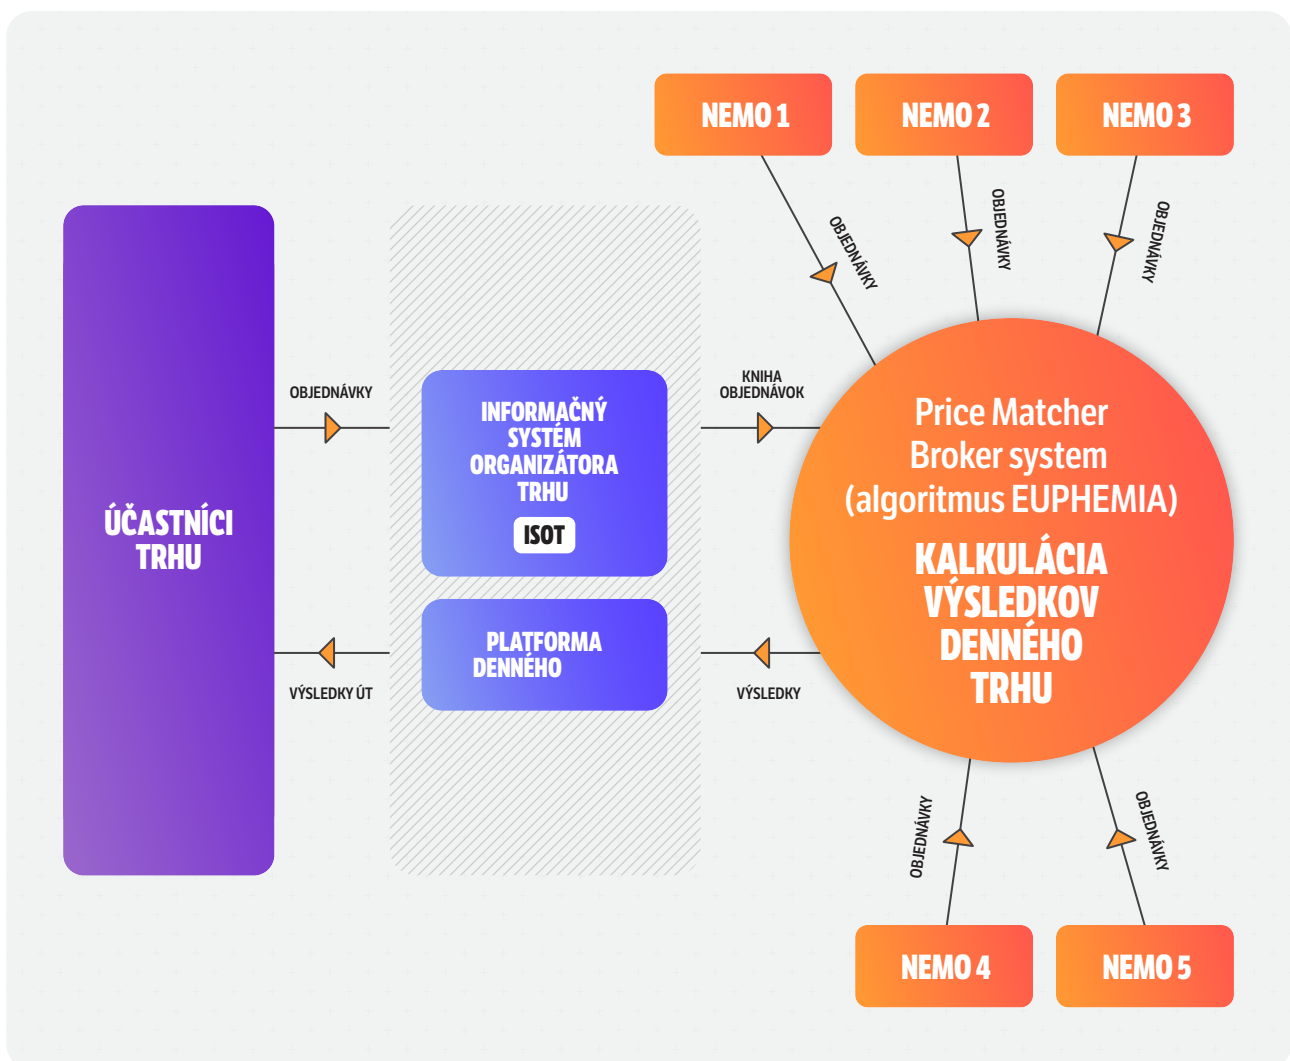 NEMO 1
NEMO 2
NEMO 3
OBJEDNÁVKY
OBJEDNÁVKY
OBJEDNÁVKY
ÚČASTNÍCI
TRHU
OBJEDNÁVKY
VÝSLEDKY ÚT
INFORMAČNÝ
SYSTÉM
ORGANIZÁTORA
TRHU
ISOT
PLATFORMA
DENNÉHO
KNIHA
OBJEDNÁVOK
VÝSLEDKY
Price Matcher
Broker system
(algoritmus EUPHEMIA)
KALKULÁCIA
VÝSLEDKOV
DENNÉHO
TRHU
OBJEDNÁVKY
OBJEDNÁVKY
NEMO 4
NEMO 5